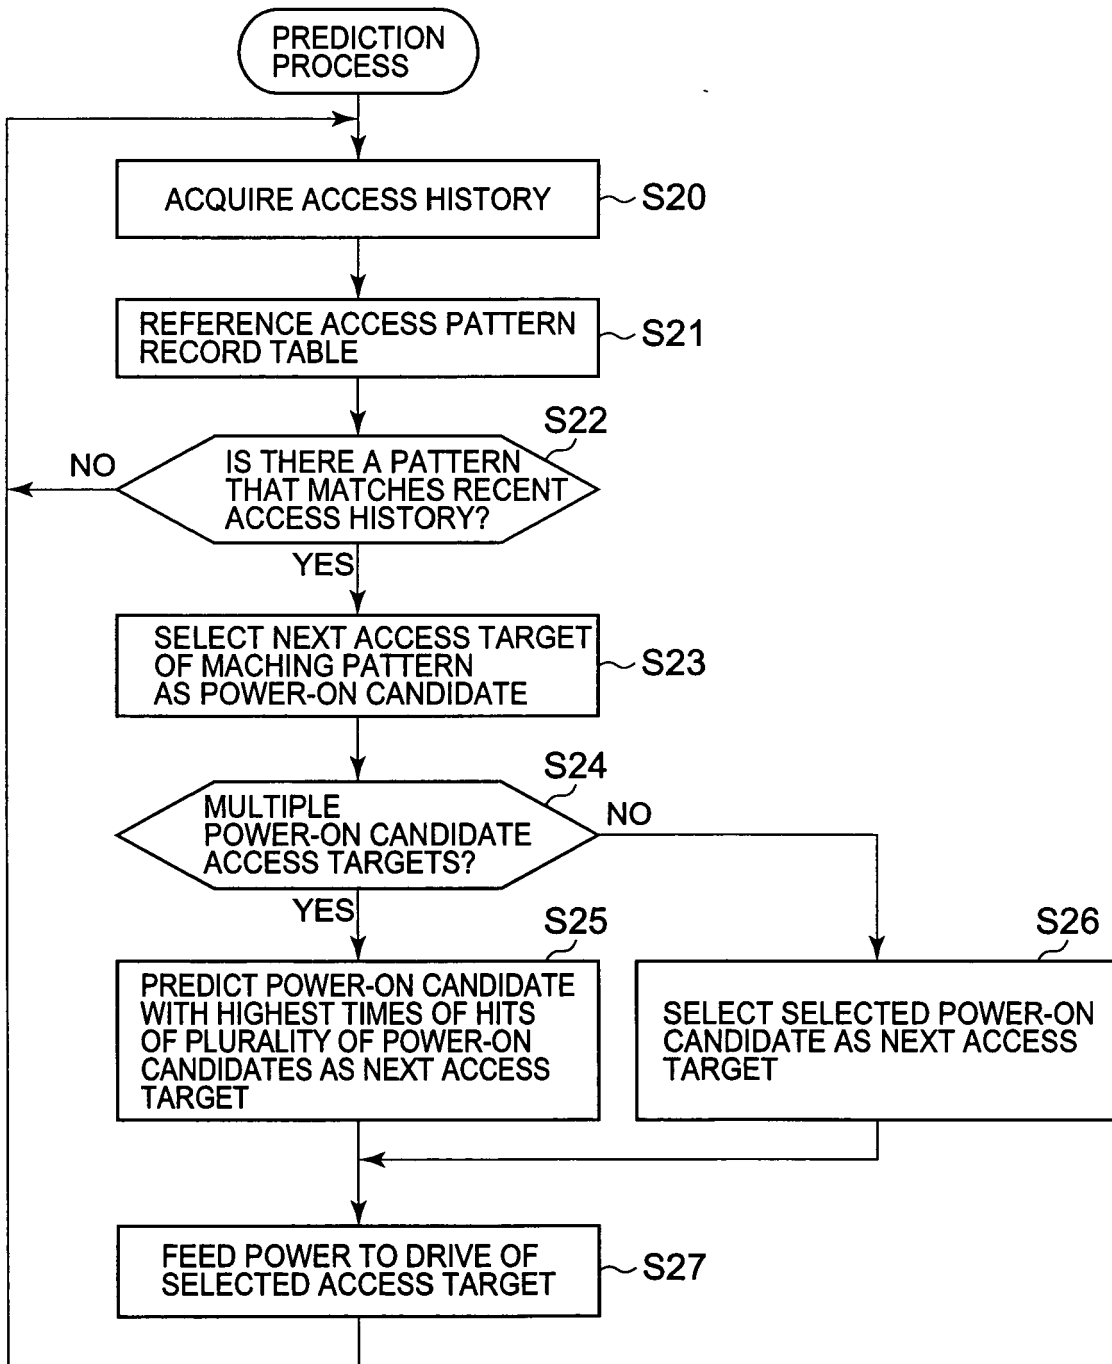 PREDICTION
PROCESS
ACQUIRE ACCESS HISTORY
S20
REFERENCE ACCESS PATTERN
RECORD TABLE
S21
S22
IS THERE A PATTERN
THAT MATCHES RECENT
ACCESS HISTORY?
NO
YES
SELECT NEXT ACCESS TARGET
OF MACHING PATTERN
AS POWER-ON CANDIDATE
S23
S24
MULTIPLE
POWER-ON CANDIDATE
ACCESS TARGETS?
NO
YES
S25
PREDICT POWER-ON CANDIDATE
WITH HIGHEST TIMES OF HITS
OF PLURALITY OF POWER-ON
CANDIDATES AS NEXT ACCESS
TARGET
S26
SELECT SELECTED POWER-ON
CANDIDATE AS NEXT ACCESS
TARGET
FEED POWER TO DRIVE OF
SELECTED ACCESS TARGET
S27